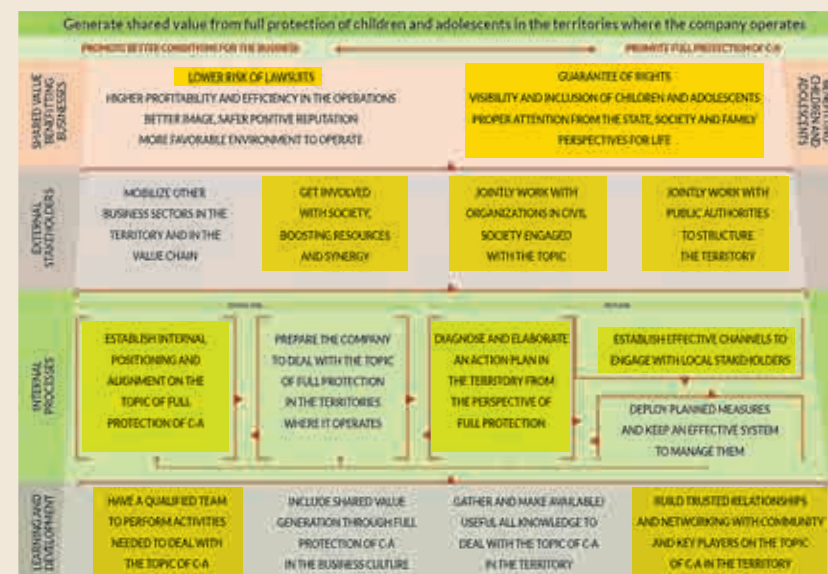 Generate shared value from full protection of children and adolescents in the territories where the company operates
PROMOTE BETTER CONDITIONS FOR THE BUSINESS
PROMOTE FULL PROTECTION OF C-A
SHARED VALUE
BENEFITTING
BUSINESSES
LOWER RISK OF LAWSUITS
HIGHER PROFITABILITY AND EFFICIENCY IN THE OPERATIONS
BETTER IMAGE, SAFER POSITIVE REPUTATION
MORE FAVORABLE ENVIRONMENT TO OPERATE
GUARANTEE OF RIGHTS
VISIBILITY AND INCLUSION OF CHILDREN AND ADOLESCENTS
PROPER ATTENTION FROM THE STATE, SOCIETY AND FAMILY
PERSPECTIVES FOR LIFE
CHILDREN AND
ADOLESCENTS
EXTERNAL
STAKEHOLDERS
MOBILIZE OTHER
BUSINESS SECTORS IN THE
TERRITORY AND IN THE
VALUE CHAIN
GET INVOLVED
WITH SOCIETY,
BOOSTING RESOURCES
AND SYNERGY
JOINTLY WORK WITH
ORGANIZATIONS IN CIVIL
SOCIETY ENGAGED
WITH THE TOPIC
JOINTLY WORK WITH
PUBLIC AUTHORITIES
TO STRUCTURE
THE TERRITORY
INTERNAL
PROCESSES
ESTABLISH INTERNAL
POSITIONING AND
ALIGNMENT ON THE
TOPIC OF FULL
PROTECTION OF C-A
PREPARE THE COMPANY
TO DEAL WITH THE TOPIC
OF FULL PROTECTION
IN THE TERRITORIES
WHERE IT OPERATES
DIAGNOSE AND ELABORATE
AN ACTION PLAN IN
THE TERRITORY FROM
THE PERSPECTIVE OF
FULL PROTECTION
ESTABLISH EFFECTIVE CHANNELS TO
ENGAGE WITH LOCAL STAKEHOLDERS
DEPLOY PLANNED MEASURES
AND KEEP AN EFFECTIVE SYSTEM
TO MANAGE THEM
LEARNING AND
DEVELOPMENT
HAVE A QUALIFIED TEAM
TO PERFORM ACTIVITIES
NEEDED TO DEAL WITH
THE TOPIC OF C-A
INCLUDE SHARED VALUE
GENERATION THROUGH FULL
PROTECTION OF C-A
IN THE BUSINESS CULTURE
GATHER AND MAKE AVAILABLE/
USEFUL ALL KNOWLEDGE TO
DEAL WITH THE TOPIC OF C-A
IN THE TERRITORY
BUILD TRUSTED RELATIONSHIPS
AND NETWORKING WITH COMMUNITY
AND KEY PLAYERS ON THE TOPIC
OF C-A IN THE TERRITORY